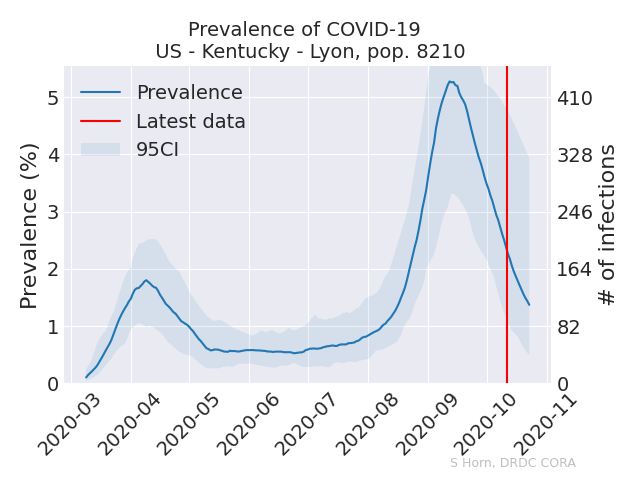 Prevalence of COVID-19
US - Kentucky - Lyon, pop. 8210
Prevalence
Latest data
95CI
Prevalence (%)
5
4
3
2
1
0
410
328
246
164
82
0
# of infections
2020-03
2020-04
2020-05
2020-06
2020-07
2020-08
2020-09
2020-10
2020-11
S Horn, DRDC CORA